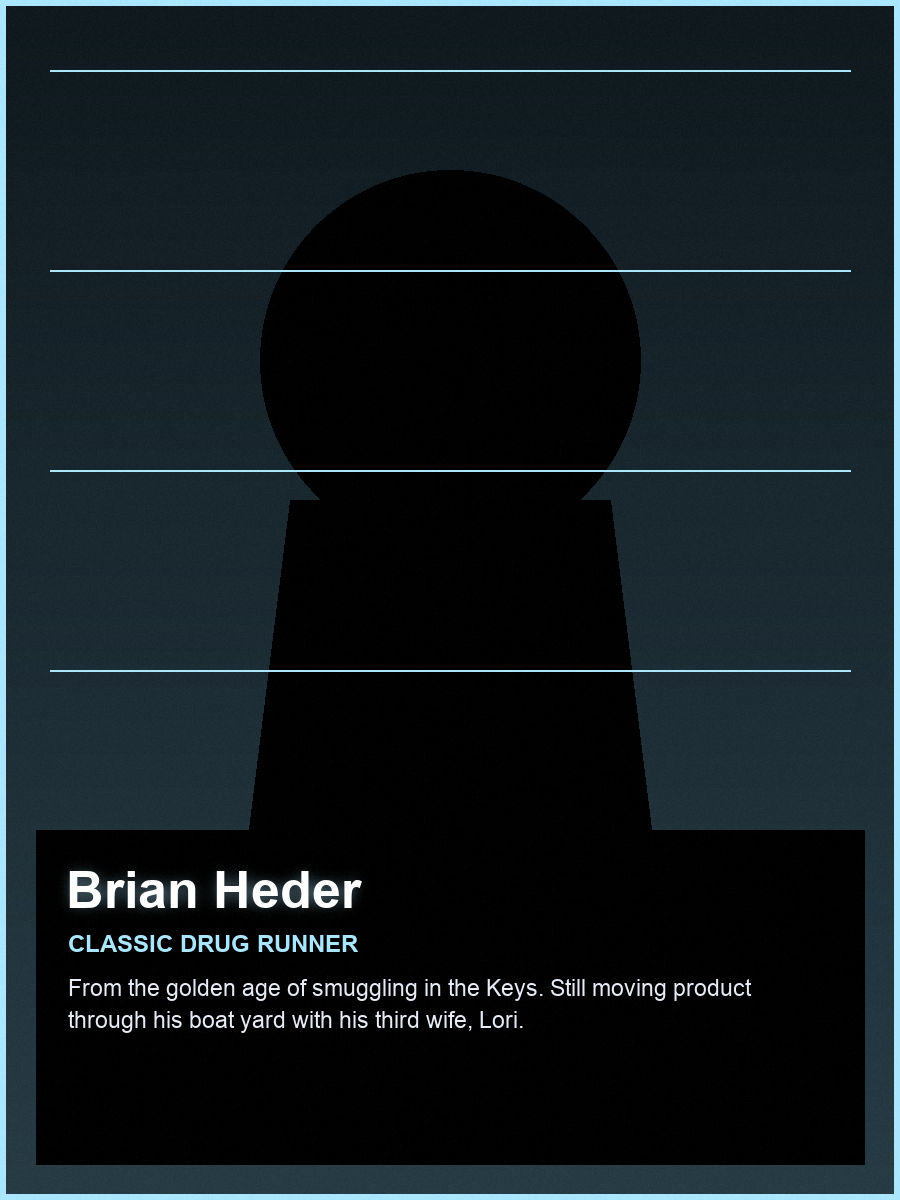 Brian Heder
CLASSIC DRUG RUNNER
From the golden age of smuggling in the Keys. Still moving product
through his boat yard with his third wife, Lori.